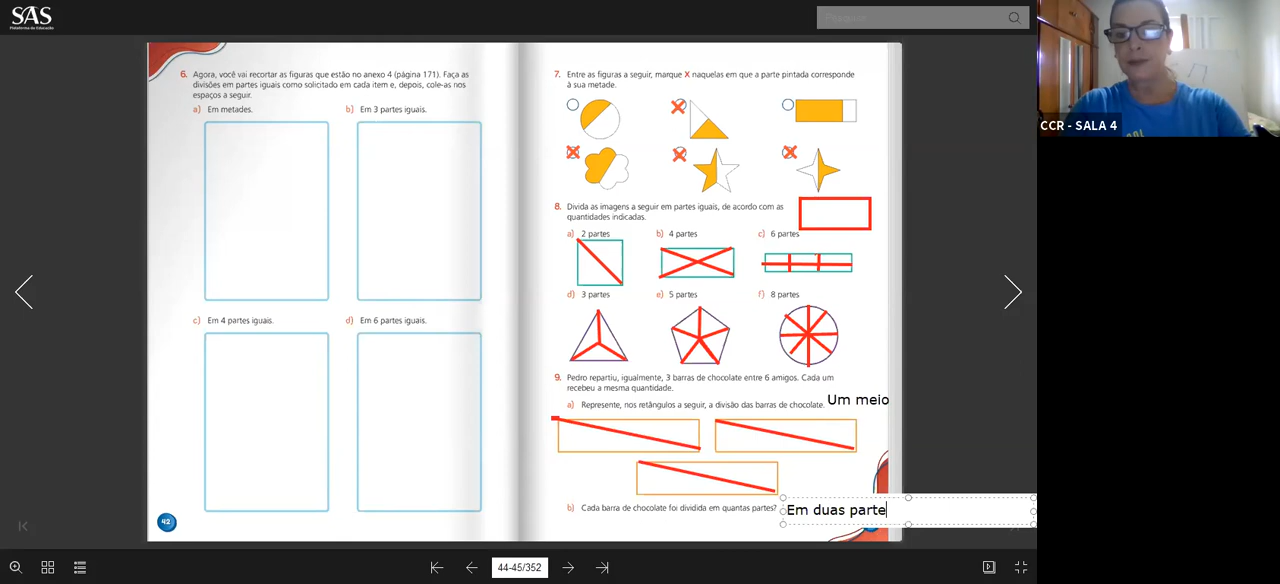 SAS
Plataforma de Educação
CCR - SALA 4
6. Agora, você vai recortar as figuras que estão no anexo 4 (página 171). Faça as
divisões em partes iguais como solicitado em cada item e, depois, cole-as nos
espaços a seguir.
a) Em metades.
b) Em 3 partes iguais.
c) Em 4 partes iguais.
d) Em 6 partes iguais.
42
7. Entre as figuras a seguir, marque X naquelas em que a parte pintada corresponde
à sua metade.
8. Divida as imagens a seguir em partes iguais, de acordo com as
quantidades indicadas.
a) 2 partes
b) 4 partes
c) 6 partes
d) 3 partes
e) 5 partes
f) 8 partes
9. Pedro repartiu, igualmente, 3 barras de chocolate entre 6 amigos. Cada um
recebeu a mesma quantidade.
a) Represente, nos retângulos a seguir, a divisão das barras de chocolate.
Um meio
b) Cada barra de chocolate foi dividida em quantas partes?
Em duas parte
44-45/352